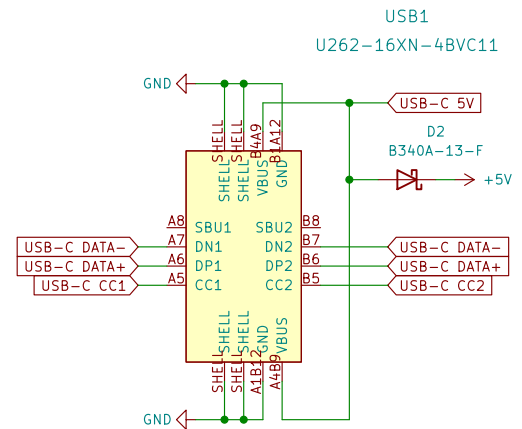 USB1
U262-16XN-4BVC11
GND
USB-C 5V
SHELL
SHELL
B4A9
B1A12
D2
B340A-13-F
SHELL
SHELL
VBUS
GND
+5V
A8
SBU1
SBU2
B8
USB-C DATA-
A7
DN1
DN2
B7
USB-C DATA-
USB-C DATA+
A6
DP1
DP2
B6
USB-C DATA+
USB-C CC1
A5
CC1
CC2
B5
USB-C CC2
SHELL
SHELL
GND
VBUS
SHELL
SHELL
A1B12
A4B9
GND